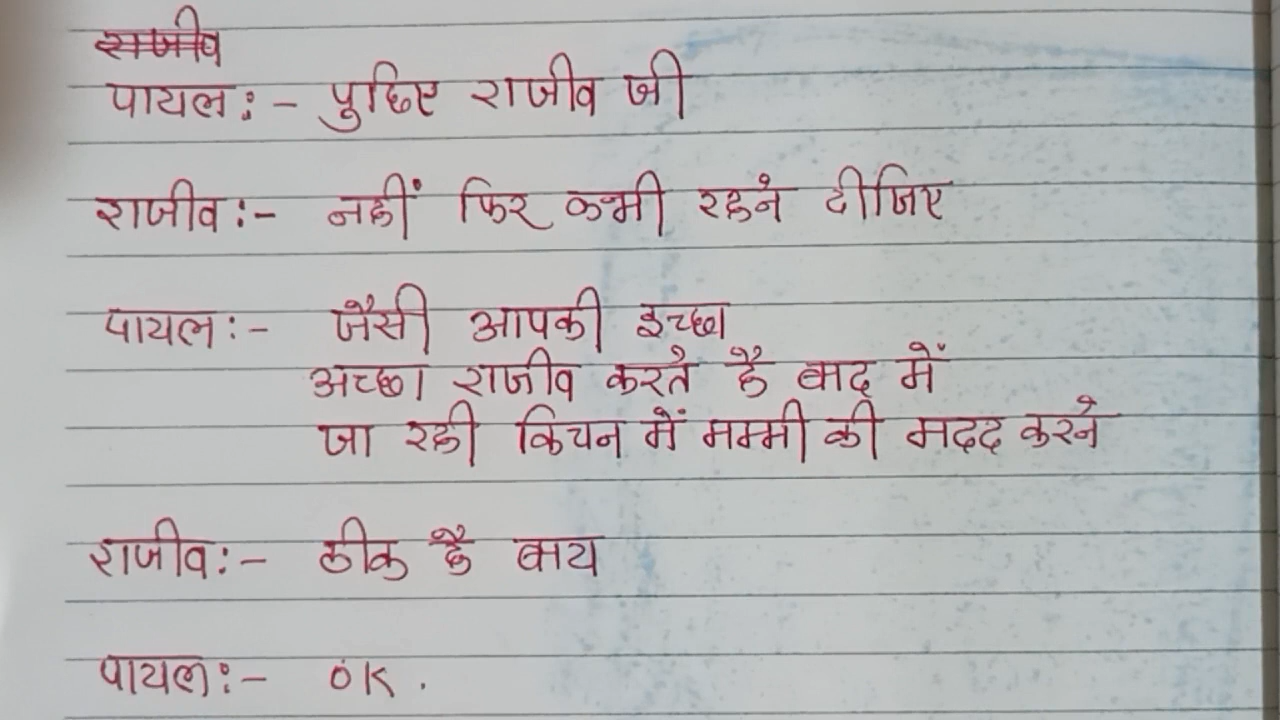 राजीव
पायल :- पुछिए राजीव जी
राजीव :- नहीं फिर कभी रहने दीजिए
पायल :- जैसी आपकी इच्छा
अच्छा राजीव करते है बाद में
जा रही किचन में मम्मी की मदद करने
राजीव :- ठीक है बाय
पायल :- OK .